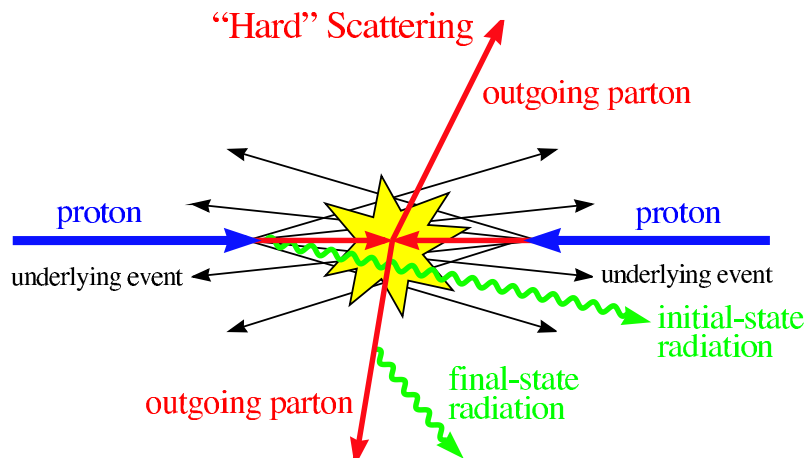 “Hard” Scattering
outgoing parton
proton
proton
underlying event
underlying event
initial-state
radiation
final-state
radiation
outgoing parton